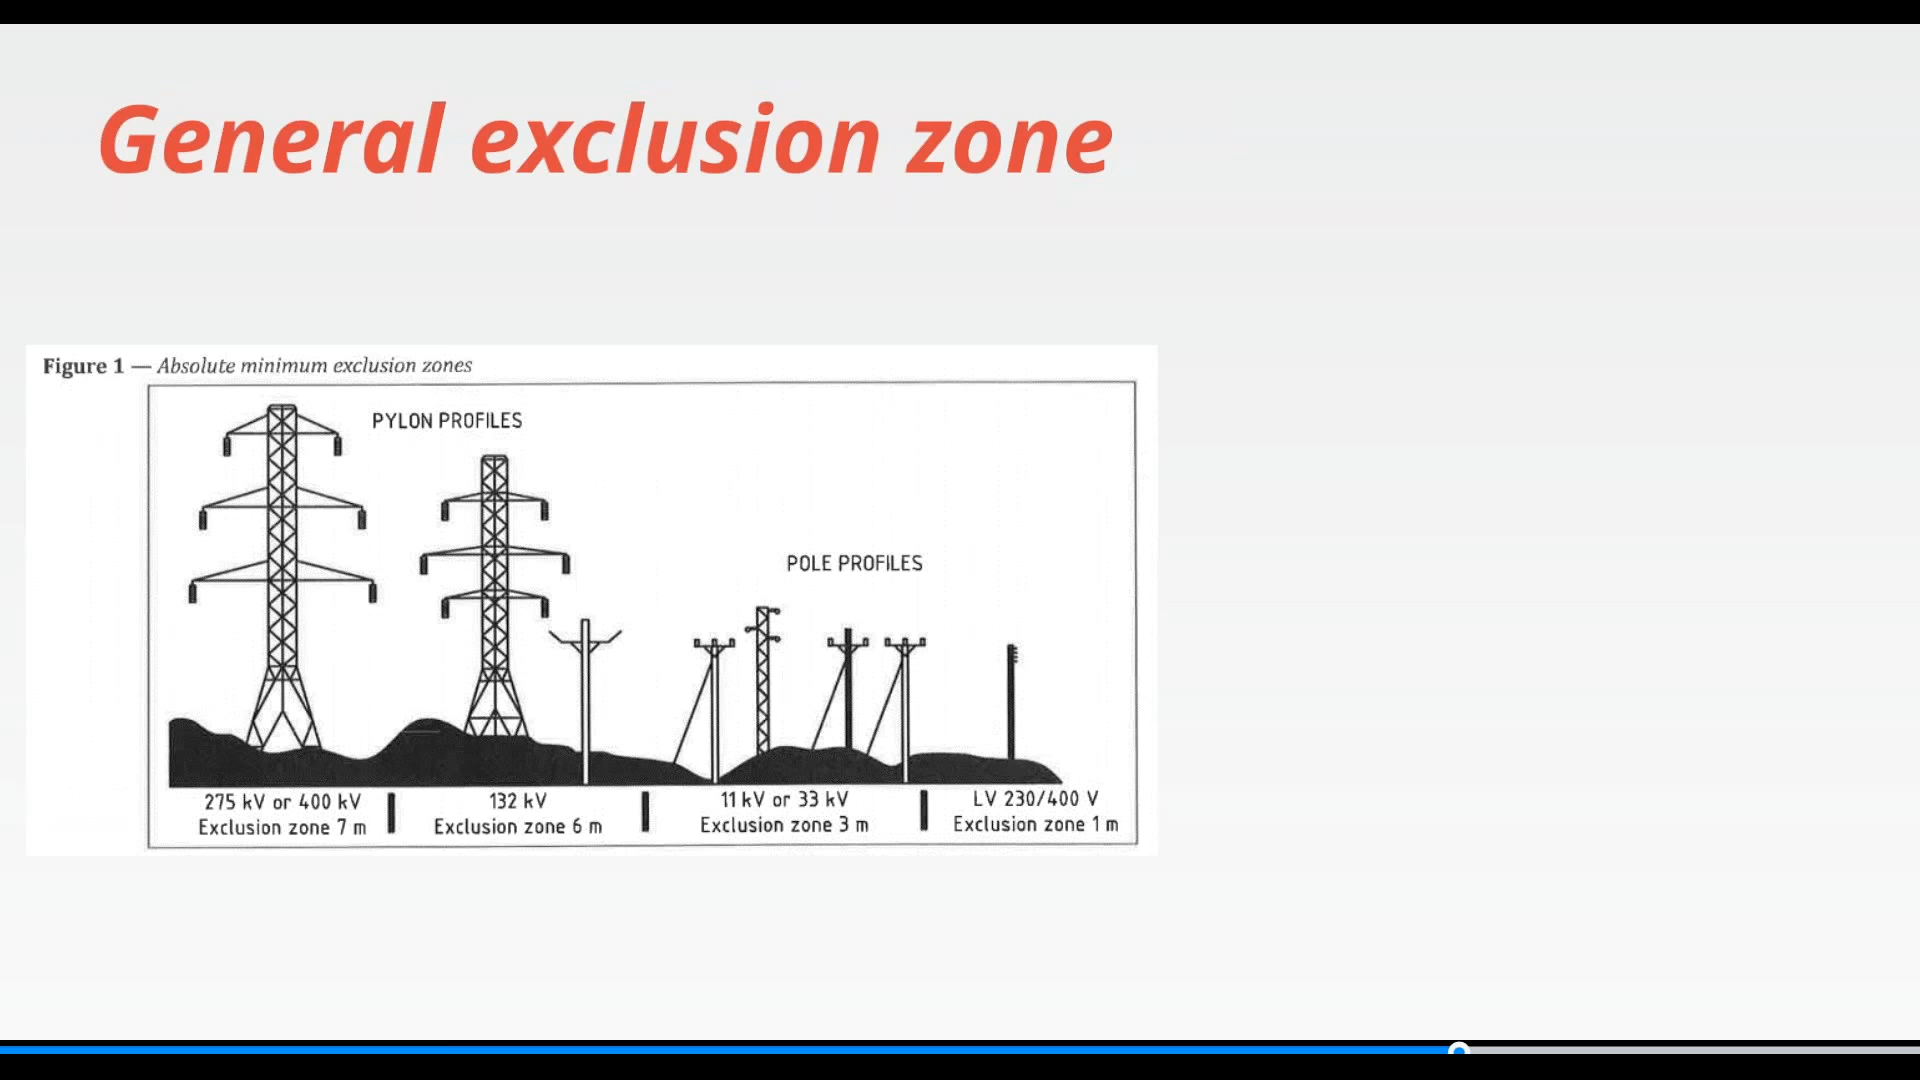 General exclusion zone
Figure 1 — Absolute minimum exclusion zones
PYLON PROFILES
POLE PROFILES
275 kV or 400 kV
Exclusion zone 7 m
132 kV
Exclusion zone 6 m
11 kV or 33 kV
Exclusion zone 3 m
LV 230/400 V
Exclusion zone 1 m